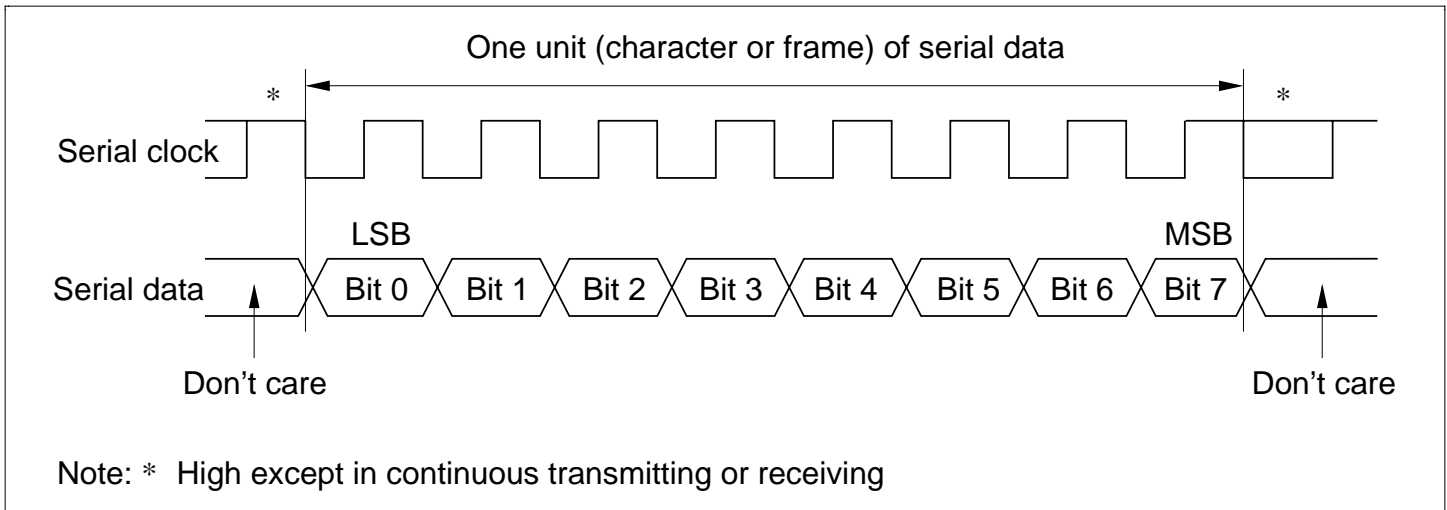 One unit (character or frame) of serial data
* *
Serial clock
LSB MSB
Serial data Bit 0 Bit 1 Bit 2 Bit 3 Bit 4 Bit 5 Bit 6 Bit 7
Don’t care Don’t care
Note: * High except in continuous transmitting or receiving